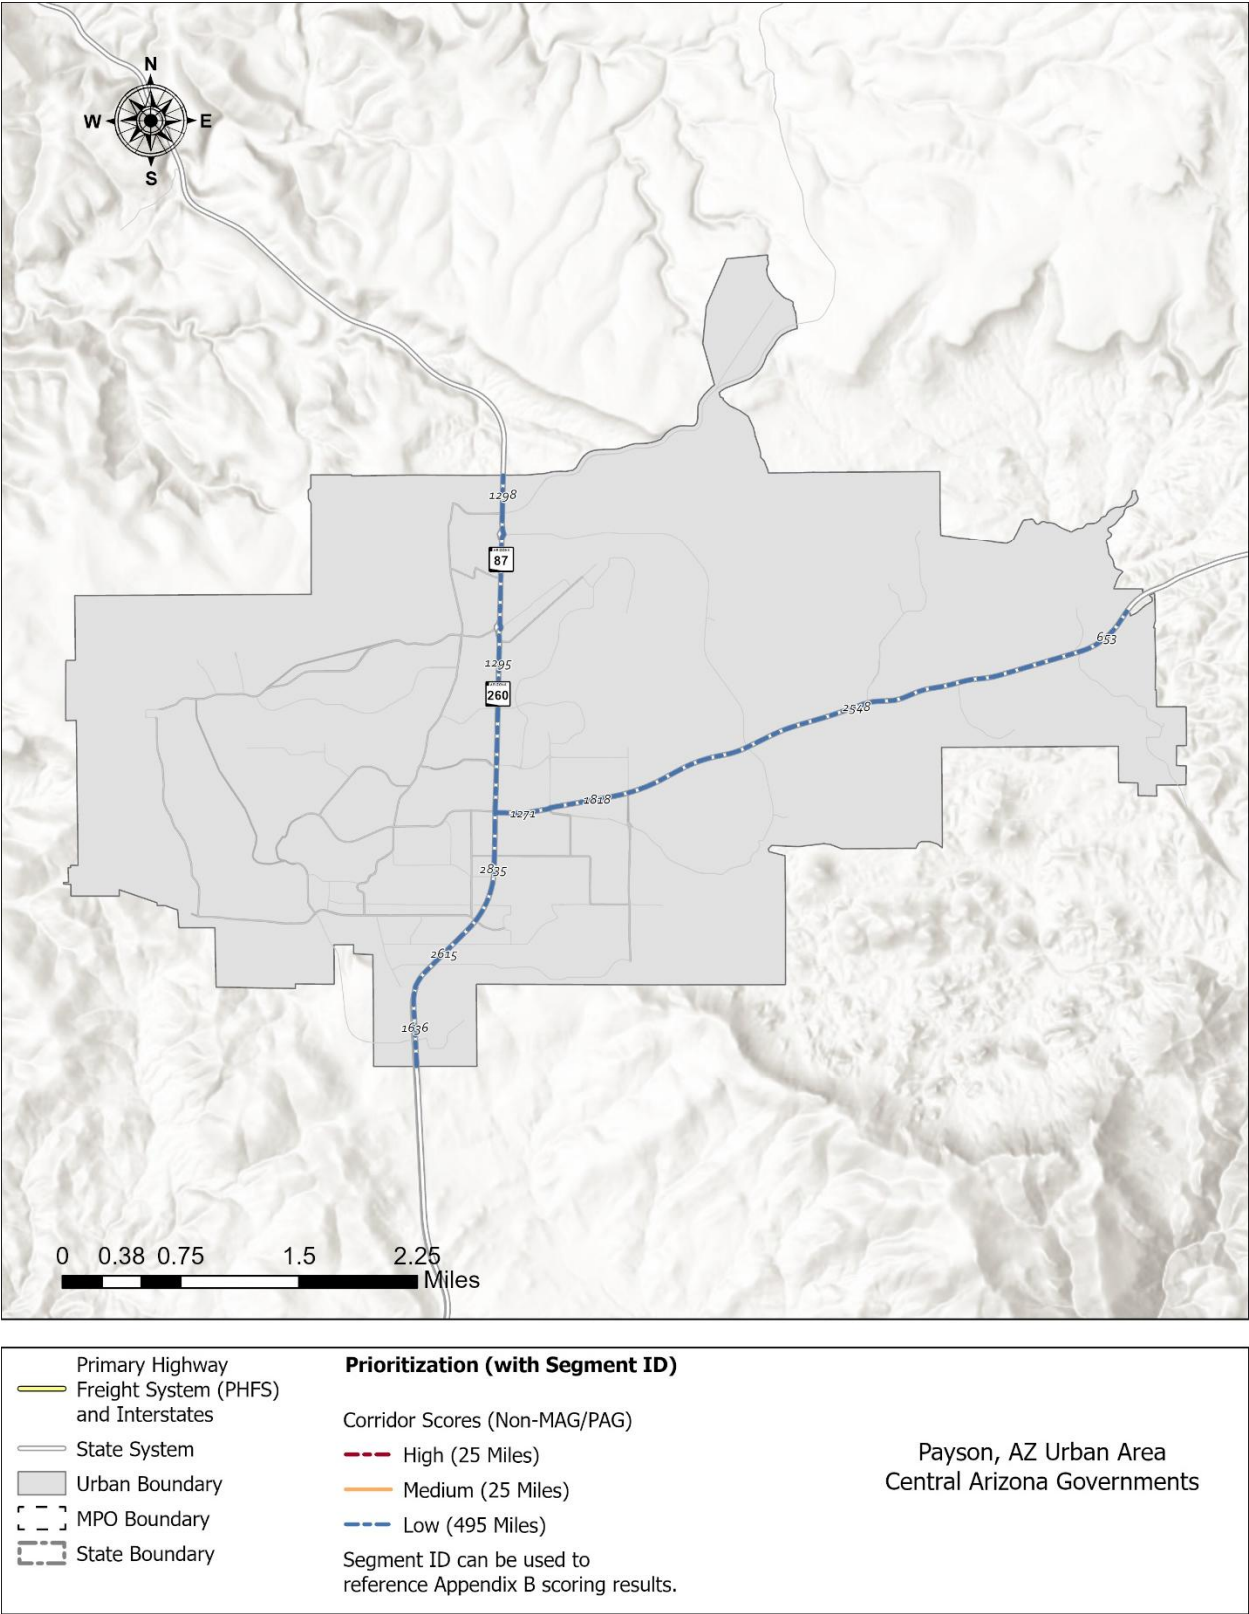 N
W E
S
1298
87
1295
260
653
2548
1818
1271
2835
2615
1636
0 0.38 0.75 1.5 2.25
Miles
Primary Highway
Freight System (PHFS)
and Interstates
State System
Urban Boundary
MPO Boundary
State Boundary
Prioritization (with Segment ID)
Corridor Scores (Non-MAG/PAG)
High (25 Miles)
Medium (25 Miles)
Low (495 Miles)
Segment ID can be used to
reference Appendix B scoring results.
Payson, AZ Urban Area
Central Arizona Governments